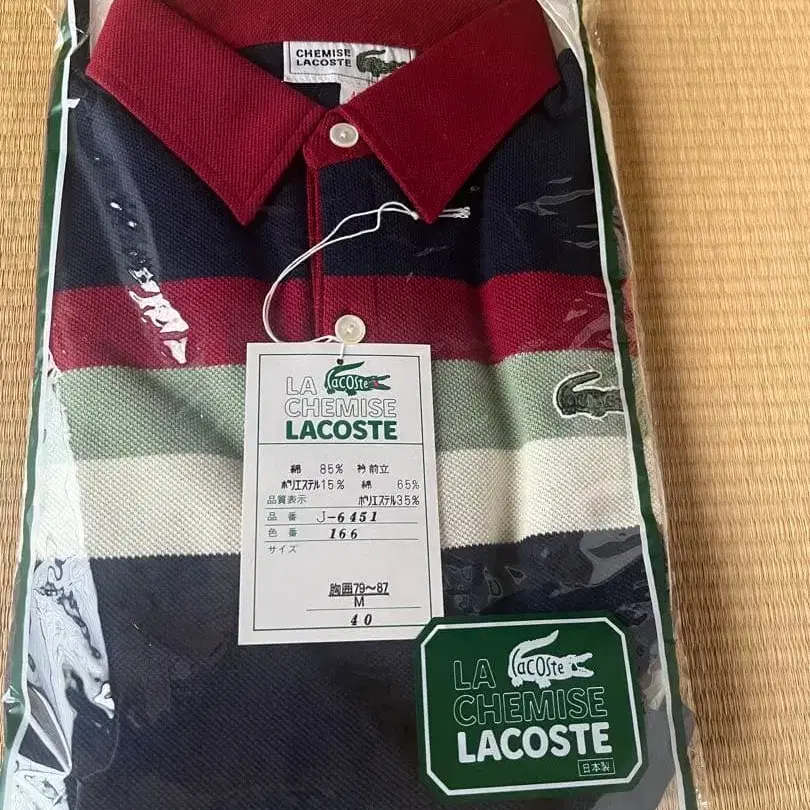 CHEMISE
LACOSTE
LACOSTE
LA
CHEMISE
LACOSTE
綿 85% 衿前立
ポリエステル15% 綿 65%
品質表示 ポリエステル35%
品番 J-6451
色番 166
サイズ
胸囲79～87
M
40
LACOSTE
LA
CHEMISE
LACOSTE
日本製